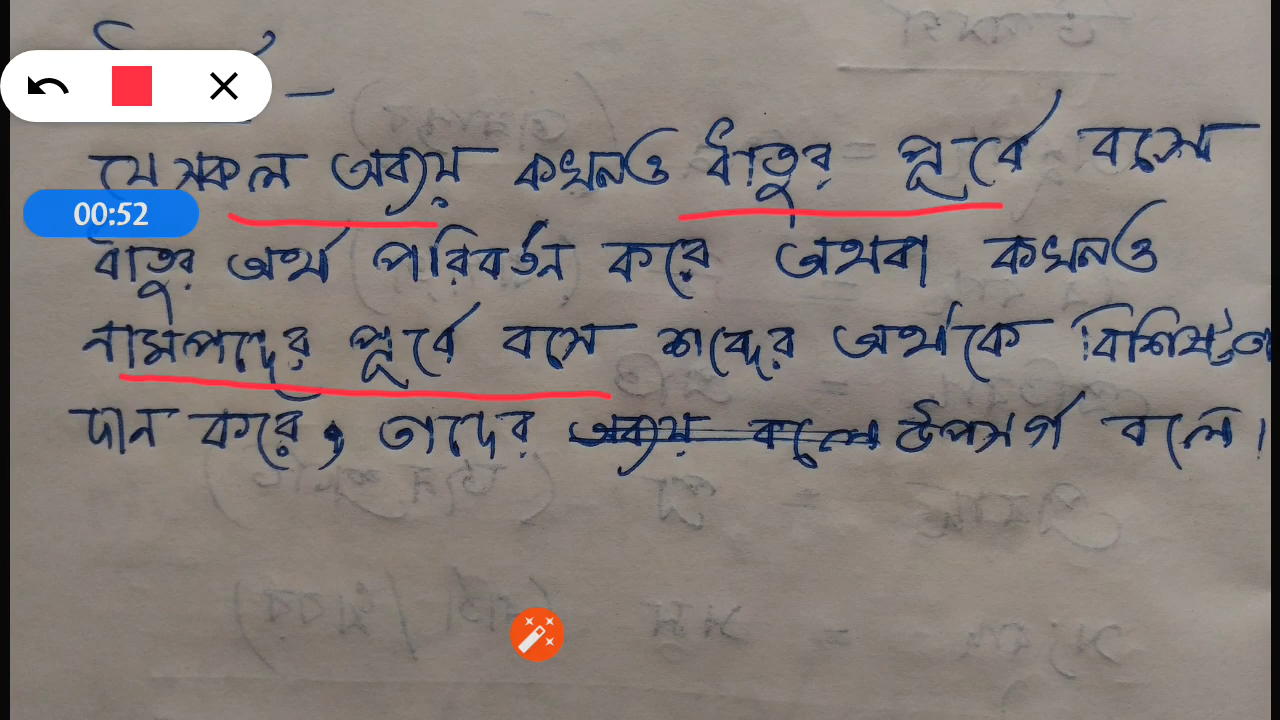 00:52
যে সকল অব্যয় কখনও ধাতুর পূর্বে বসে
ধাতুর অর্থ পরিবর্তন করে অথবা কখনও
নামপদের পূর্বে বসে শব্দের অর্থকে বিশিষ্টতা
দান করে, তাদের অব্যয় বলে উপসর্গ বলে।